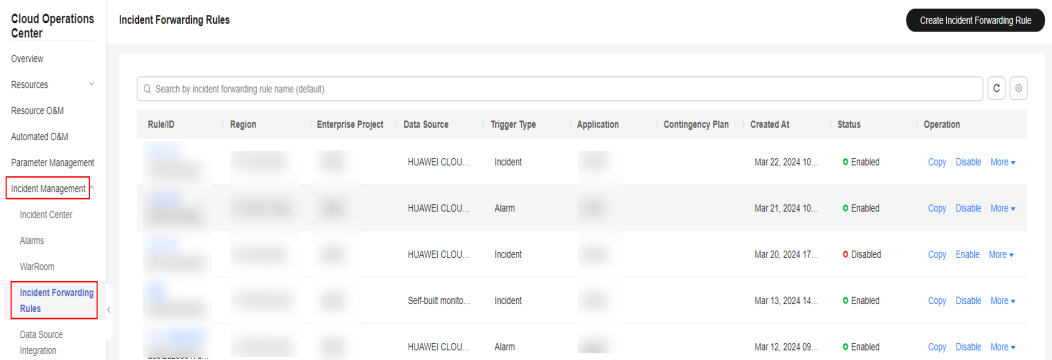 Cloud Operations
Center
Incident Forwarding Rules
Create Incident Forwarding Rule
Overview
Resources
Resource O&M
Automated O&M
Parameter Management
Incident Management
Incident Center
Alarms
WarRoom
Incident Forwarding
Rules
Data Source
Integration
Search by incident forwarding rule name (default)
Rule/ID Region Enterprise Project Data Source Trigger Type Application Contingency Plan Created At Status Operation
HUAWEI CLOU... Incident Mar 22, 2024 10... Enabled Copy Disable More
HUAWEI CLOU... Alarm Mar 21, 2024 10... Enabled Copy Disable More
HUAWEI CLOU... Incident Mar 20, 2024 17... Disabled Copy Enable More
Self-built monito... Incident Mar 13, 2024 14... Enabled Copy Disable More
HUAWEI CLOU... Alarm Mar 12, 2024 09... Enabled Copy Disable More